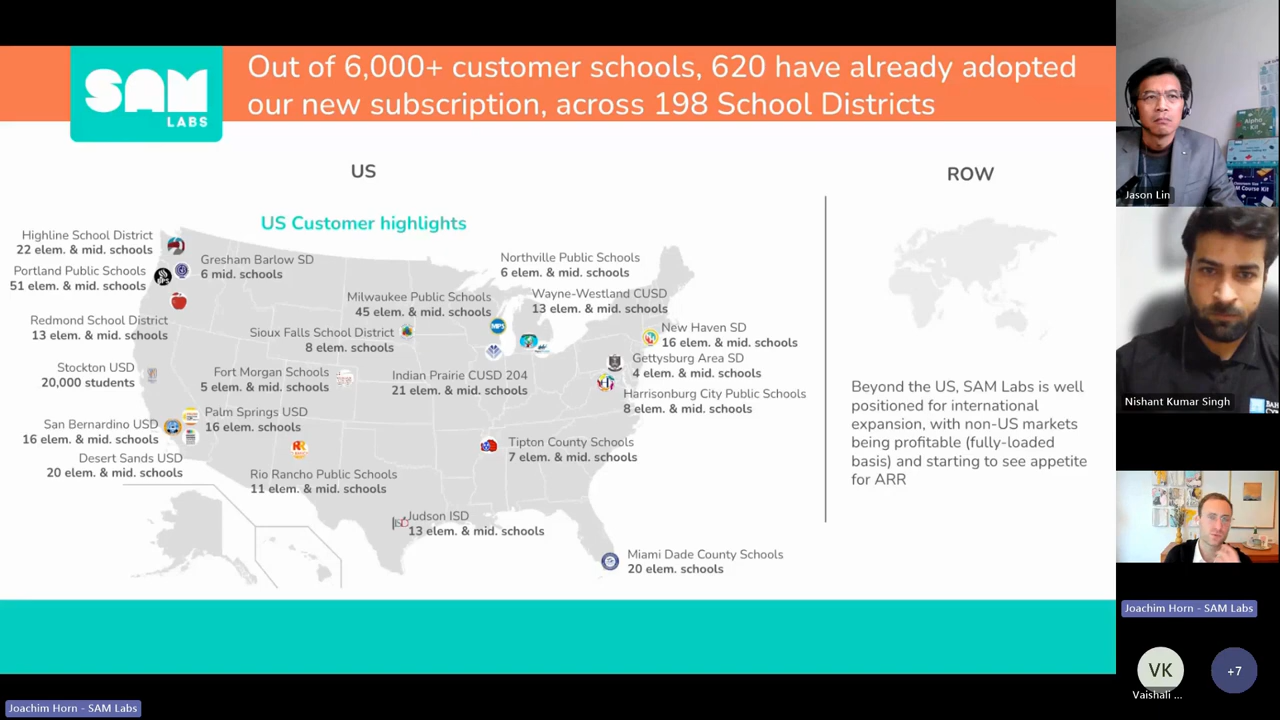 SAM
LABS
Out of 6,000+ customer schools, 620 have already adopted
our new subscription, across 198 School Districts
US
ROW
US Customer highlights
Highline School District
22 elem. & mid. schools
Gresham Barlow SD
6 mid. schools
Portland Public Schools
51 elem. & mid. schools
Redmond School District
13 elem. & mid. schools
Northville Public Schools
6 elem. & mid. schools
Milwaukee Public Schools
45 elem. & mid. schools
Wayne-Westland CUSD
13 elem. & mid. schools
Sioux Falls School District
8 elem. schools
New Haven SD
16 elem. & mid. schools
Gettysburg Area SD
4 elem. & mid. schools
Stockton USD
20,000 students
Fort Morgan Schools
5 elem. & mid. schools
Indian Prairie CUSD 204
21 elem. & mid. schools
Harrisonburg City Public Schools
8 elem. & mid. schools
San Bernardino USD
16 elem. & mid. schools
Palm Springs USD
16 elem. schools
Desert Sands USD
20 elem. & mid. schools
Tipton County Schools
7 elem. & mid. schools
Rio Rancho Public Schools
11 elem. & mid. schools
Judson ISD
13 elem. & mid. schools
Miami Dade County Schools
20 elem. schools
Beyond the US, SAM Labs is well
positioned for international
expansion, with non-US markets
being profitable (fully-loaded
basis) and starting to see appetite
for ARR
Alpha
Kit
Course Kit
Jason Lin
Nishant Kumar Singh
Joachim Horn - SAM Labs
VK
Vaishali ...
+7
Joachim Horn - SAM Labs